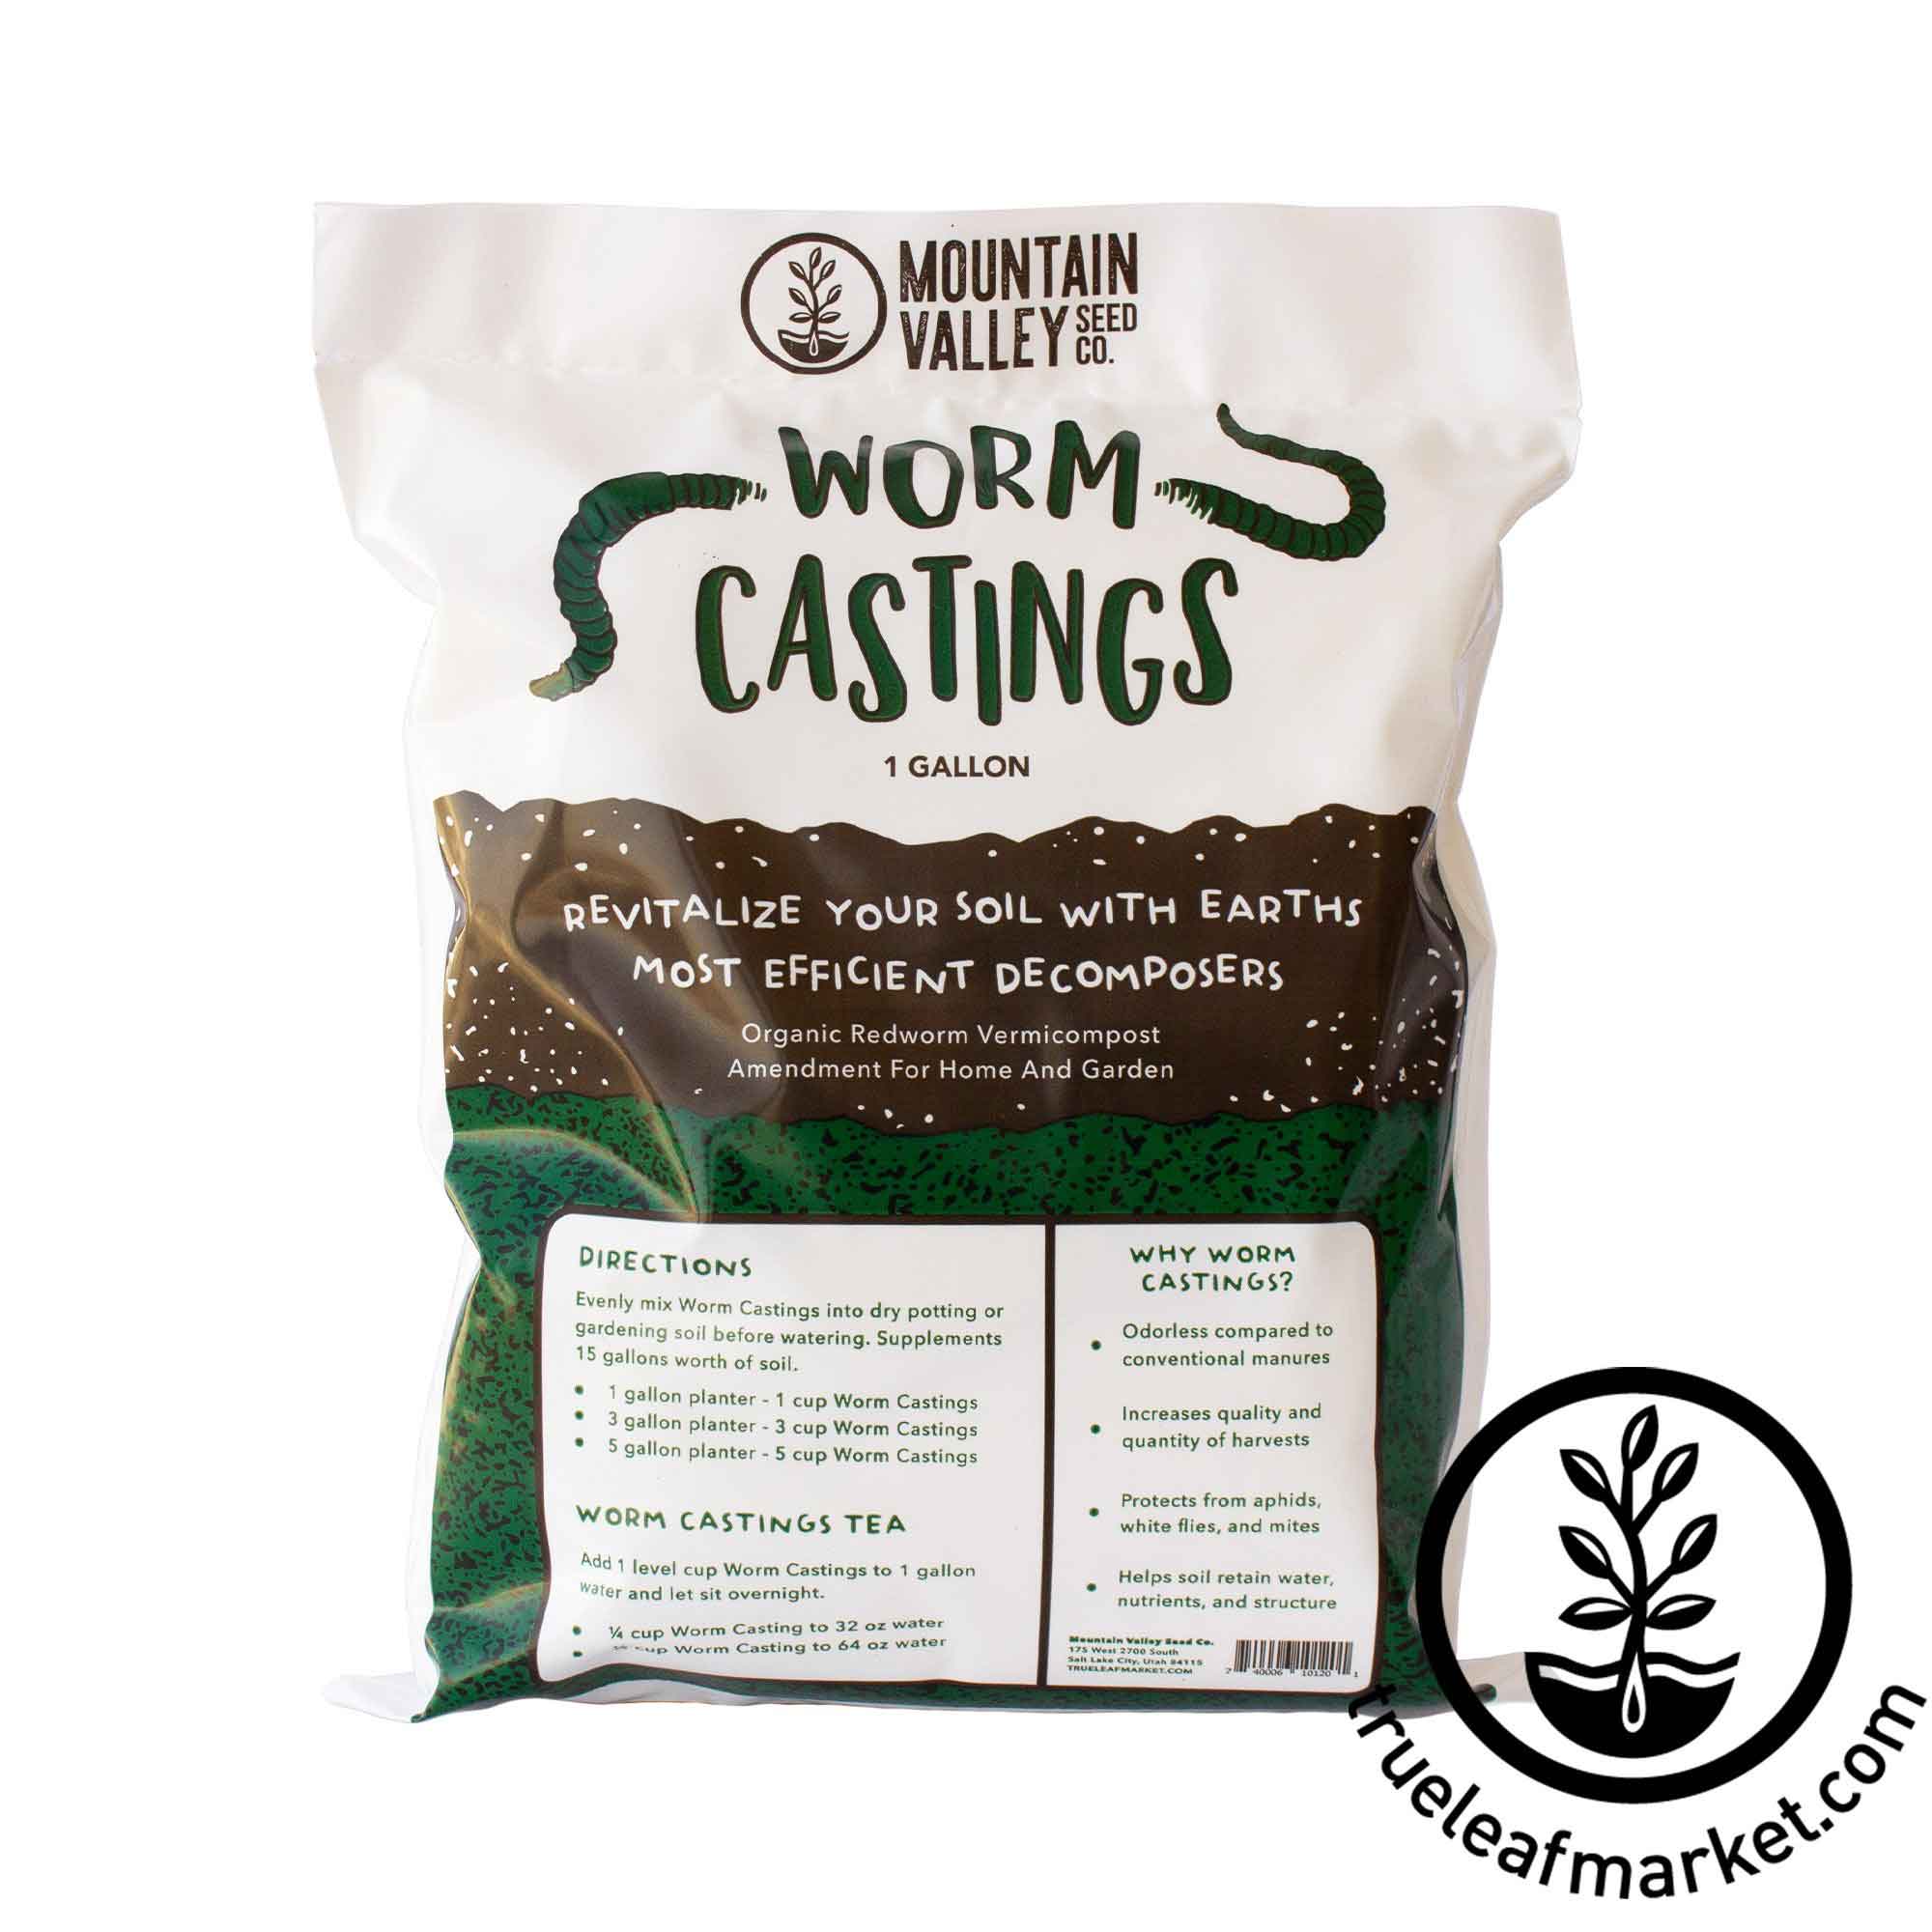 MOUNTAIN
VALLEY SEED CO.
WORM
CASTINGS
1 GALLON
REVITALIZE YOUR SOIL WITH EARTHS
MOST EFFICIENT DECOMPOSERS
Organic Redworm Vermicompost
Amendment For Home And Garden
DIRECTIONS
Evenly mix Worm Castings into dry potting or
gardening soil before watering. Supplements
15 gallons worth of soil.
• 1 gallon planter - 1 cup Worm Castings
• 3 gallon planter - 3 cup Worm Castings
• 5 gallon planter - 5 cup Worm Castings
WORM CASTINGS TEA
Add 1 level cup Worm Castings to 1 gallon
water and let sit overnight.
• ¼ cup Worm Casting to 32 oz water
• cup Worm Casting to 64 oz water
WHY WORM
CASTINGS?
• Odorless compared to
conventional manures
• Increases quality and
quantity of harvests
• Protects from aphids,
white flies, and mites
• Helps soil retain water,
nutrients, and structure
Mountain Valley Seed Co.
175 West 2700 South
Salt Lake City, Utah 84115
TRUELEAFMARKET.COM
2 40006 10120 1
trueleafmarket.com